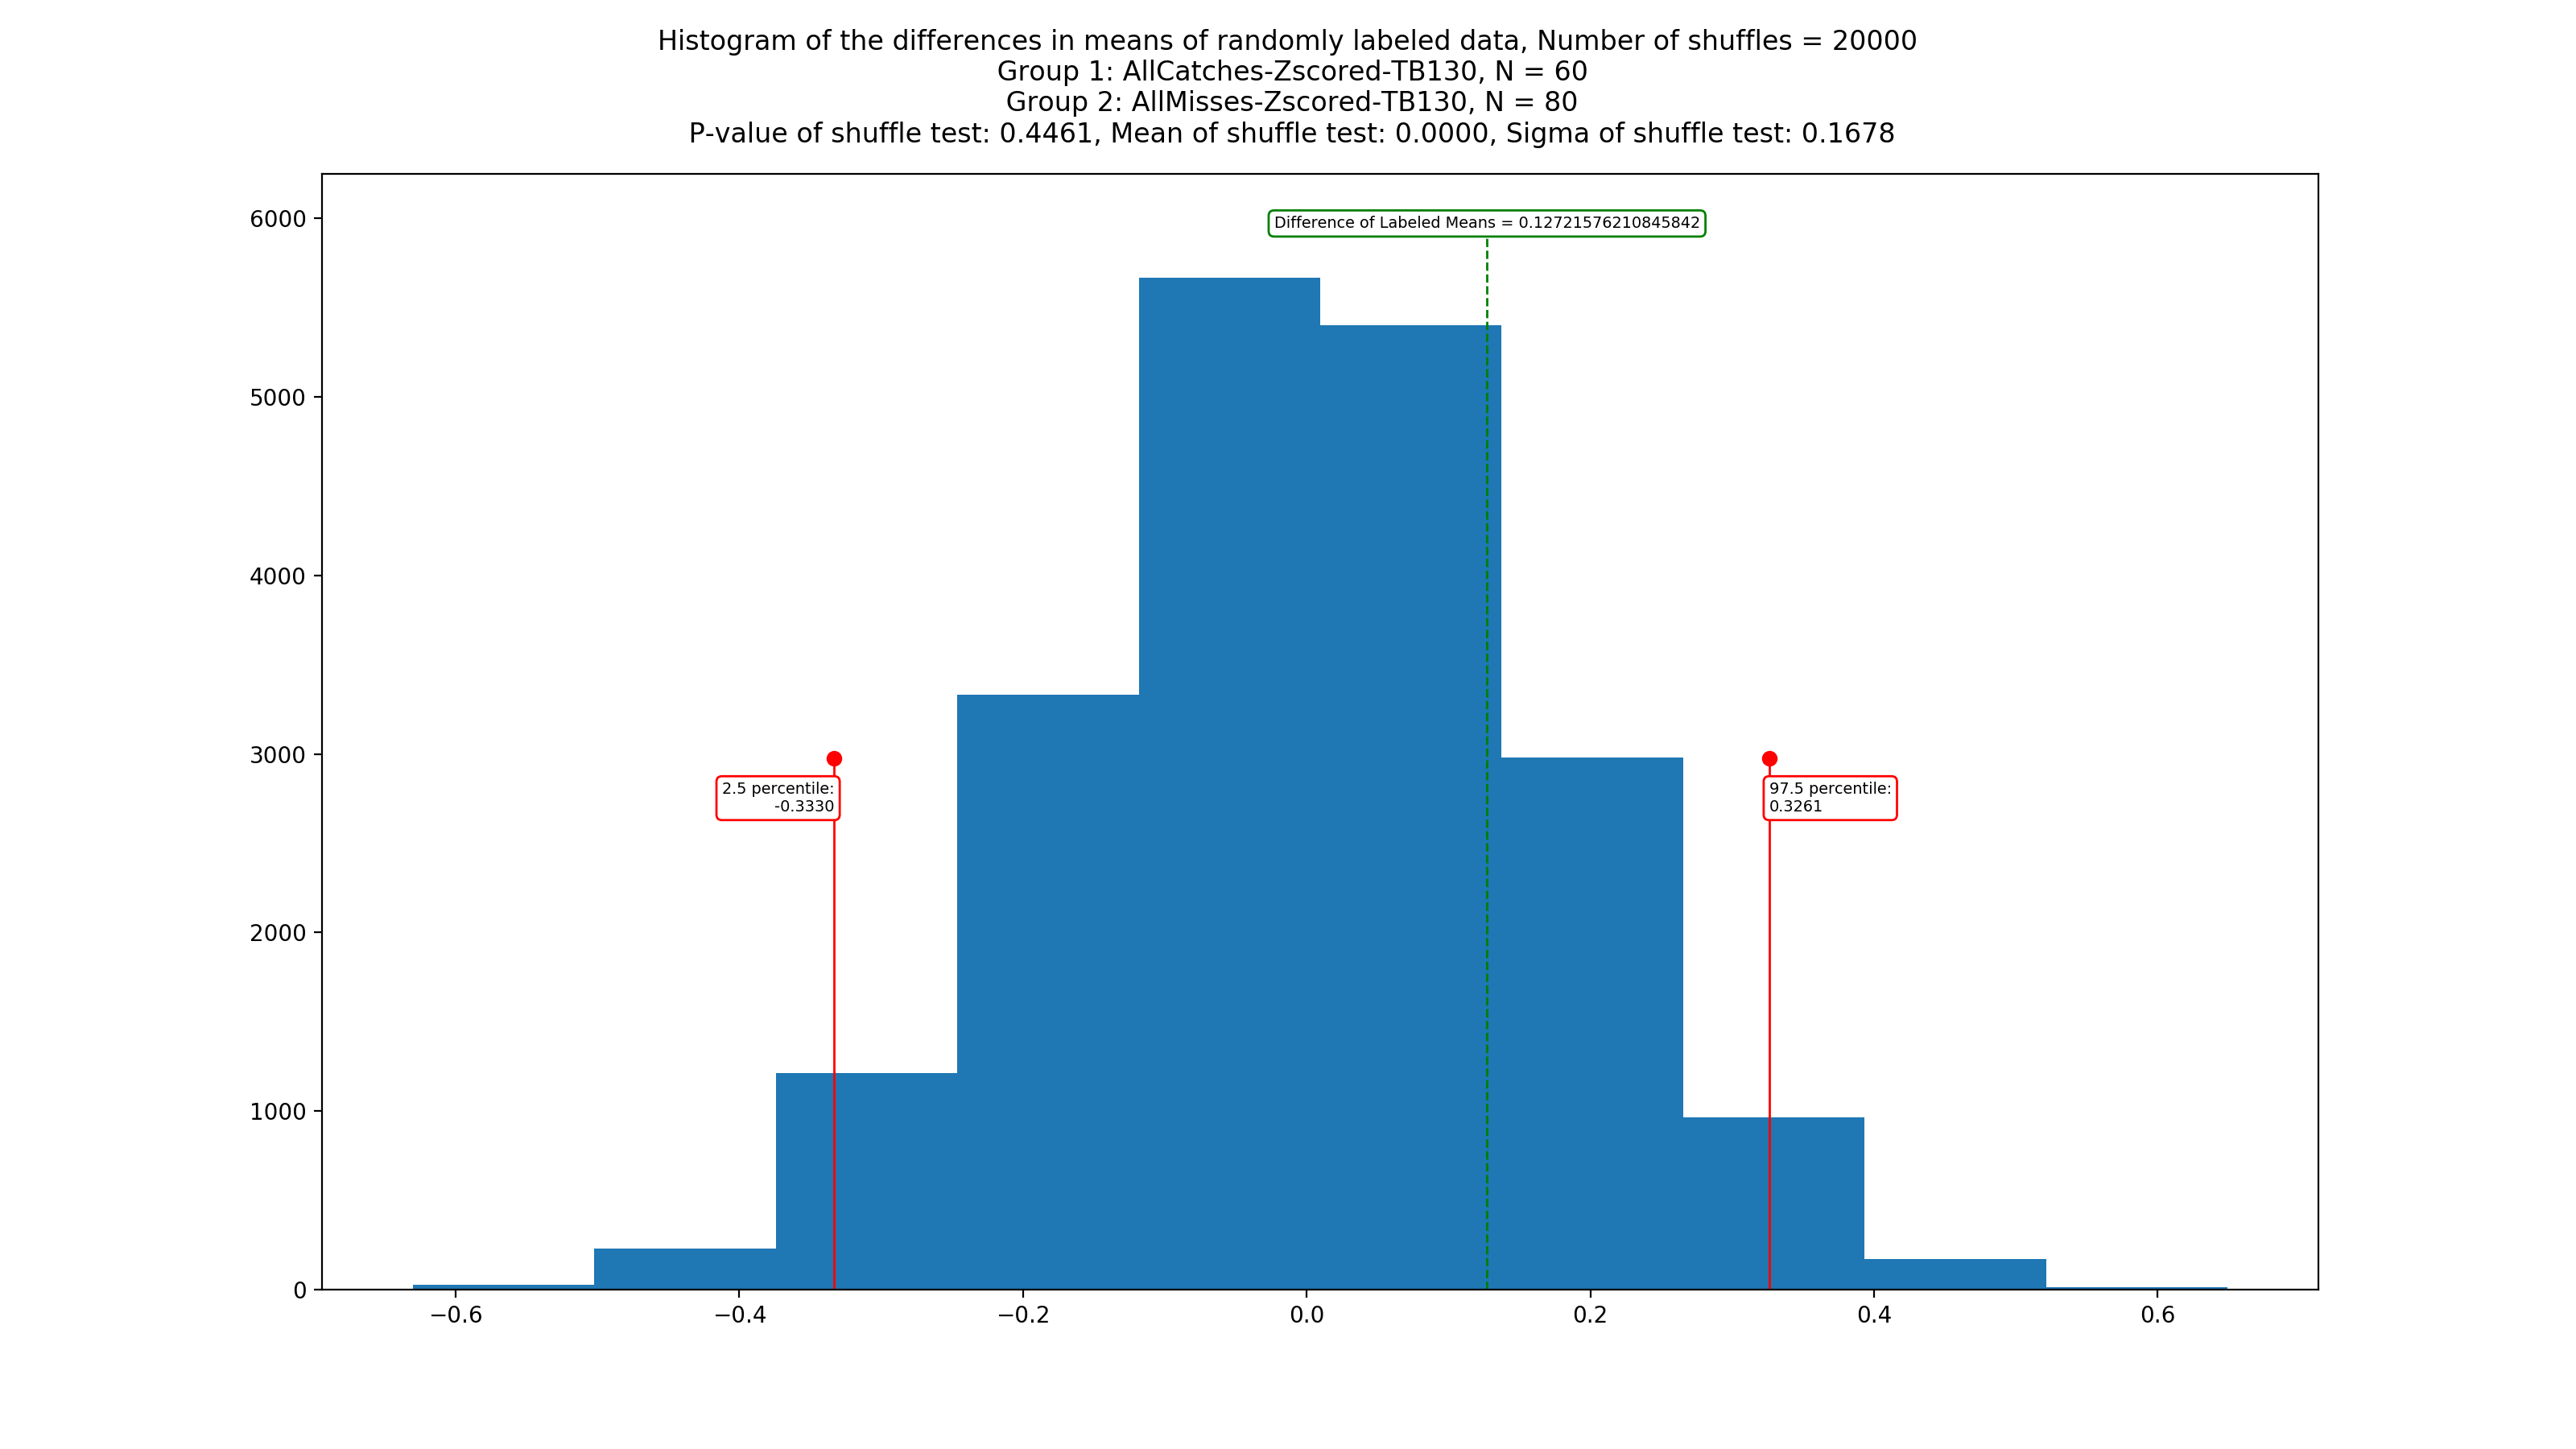 Histogram of the differences in means of randomly labeled data, Number of shuffles = 20000
Group 1: AllCatches-Zscored-TB130, N = 60
Group 2: AllMisses-Zscored-TB130, N = 80
P-value of shuffle test: 0.4461, Mean of shuffle test: 0.0000, Sigma of shuffle test: 0.1678
6000
Difference of Labeled Means = 0.12721576210845842
5000
4000
3000
2.5 percentile:
-0.3330
97.5 percentile:
0.3261
2000
1000
0
−0.6
−0.4
−0.2
0.0
0.2
0.4
0.6